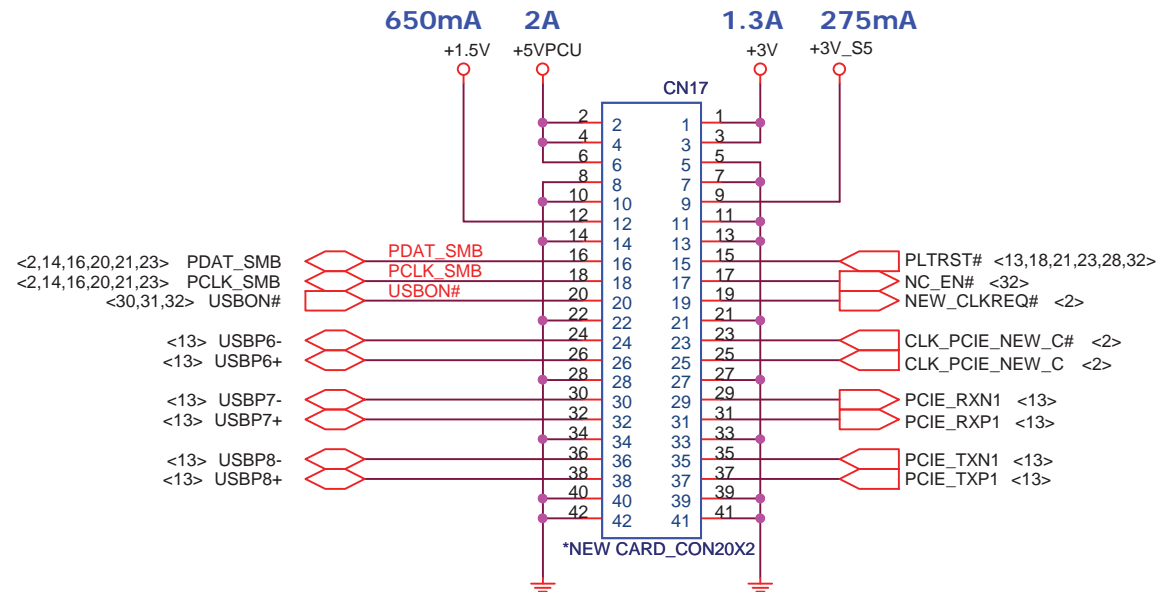 650mA 2A 1.3A 275mA
+1.5V +5VPCU +3V +3V_S5
CN17
2 2 1 1
4 4 3 3
6 6 5 5
8 8 7 7
10 10 9 9
12 12 11 11
14 14 13 13
<2,14,16,20,21,23> PDAT_SMB PDAT_SMB 16 16 15 15 PLTRST# <13,18,21,23,28,32>
<2,14,16,20,21,23> PCLK_SMB PCLK_SMB 18 18 17 17 NC_EN# <32>
<30,31,32> USBON# USBON# 20 20 19 19 NEW_CLKREQ# <2>
22 22 21 21
<13> USBP6- 24 24 23 23 CLK_PCIE_NEW_C# <2>
<13> USBP6+ 26 26 25 25 CLK_PCIE_NEW_C <2>
28 28 27 27
<13> USBP7- 30 30 29 29 PCIE_RXN1 <13>
<13> USBP7+ 32 32 31 31 PCIE_RXP1 <13>
34 34 33 33
<13> USBP8- 36 36 35 35 PCIE_TXN1 <13>
<13> USBP8+ 38 38 37 37 PCIE_TXP1 <13>
40 40 39 39
42 42 41 41
*NEW CARD_CON20X2